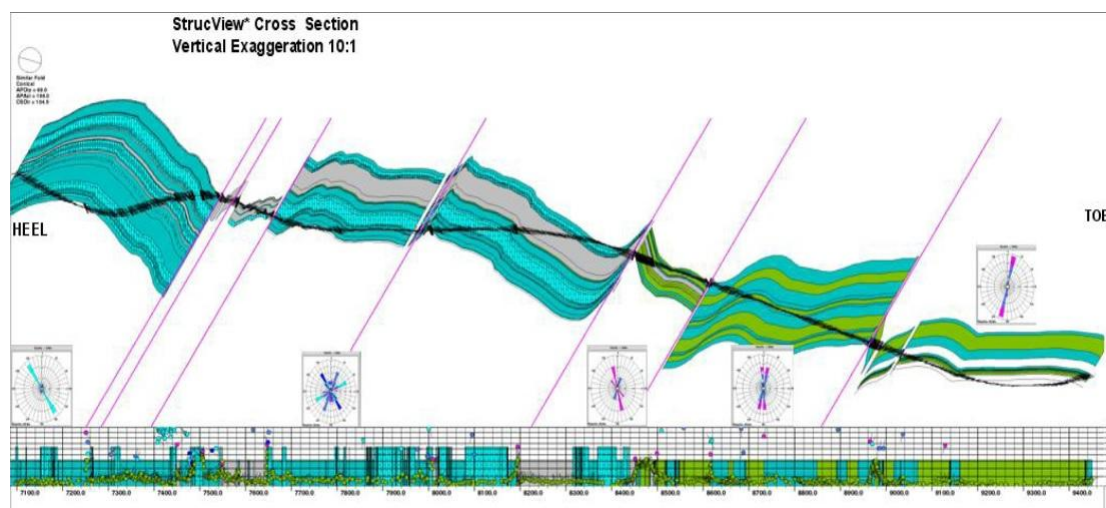 StrucView* Cross Section
Vertical Exaggeration 10:1
Similar Fold
Conical
HEEL
TOE
7100.0 7200.0 7300.0 7400.0 7500.0 7600.0 7700.0 7800.0 7900.0 8000.0 8100.0 8200.0 8300.0 8400.0 8500.0 8600.0 8700.0 8800.0 8900.0 9000.0 9100.0 9200.0 9300.0 9400.0